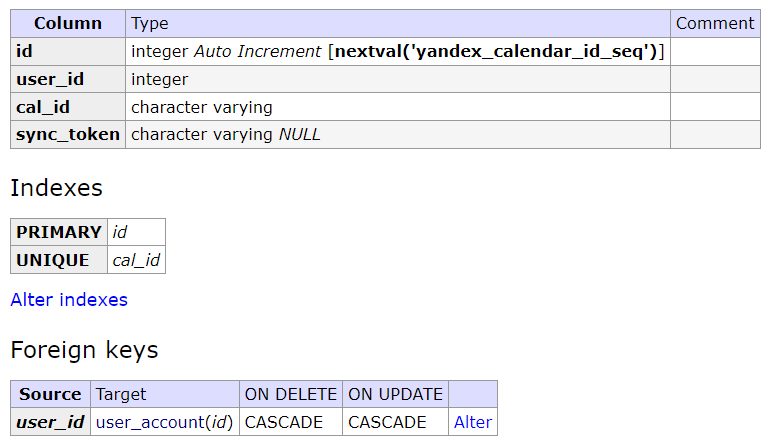 Column Type Comment
id integer Auto Increment [nextval('yandex_calendar_id_seq')]
user_id integer
cal_id character varying
sync_token character varying NULL
Indexes
PRIMARY id
UNIQUE cal_id
Alter indexes
Foreign keys
Source Target ON DELETE ON UPDATE
user_id user_account(id) CASCADE CASCADE Alter